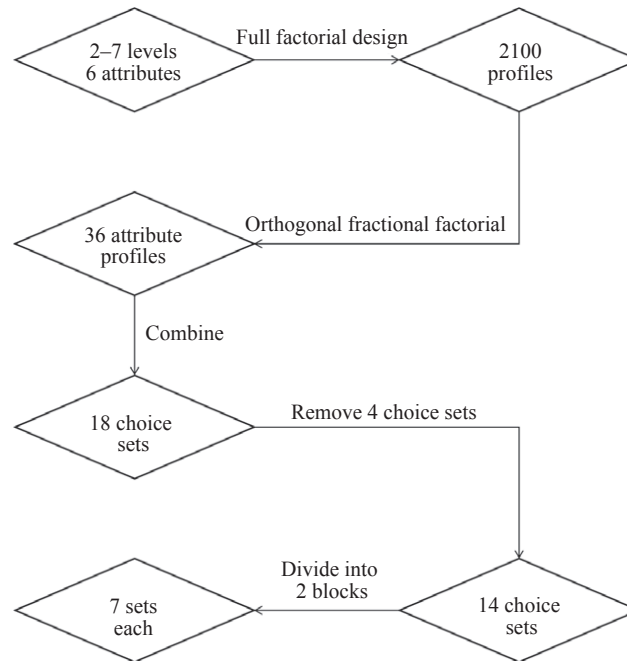 2–7 levels
6 attributes
Full factorial design
2100
profiles
Orthogonal fractional factorial
36 attribute
profiles
Combine
18 choice
sets
Remove 4 choice sets
14 choice
sets
Divide into
2 blocks
7 sets
each